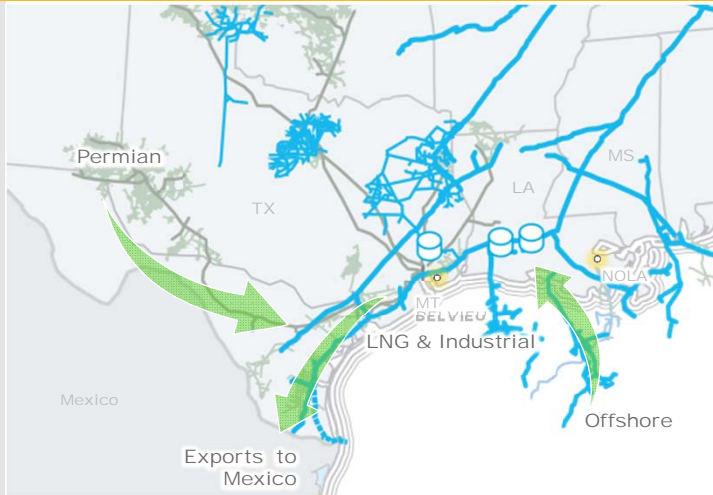 Permian
MS
LA
TX
NOLA
MT
BELVIEU
LNG & Industrial
Mexico
Offshore
Exports to
Mexico